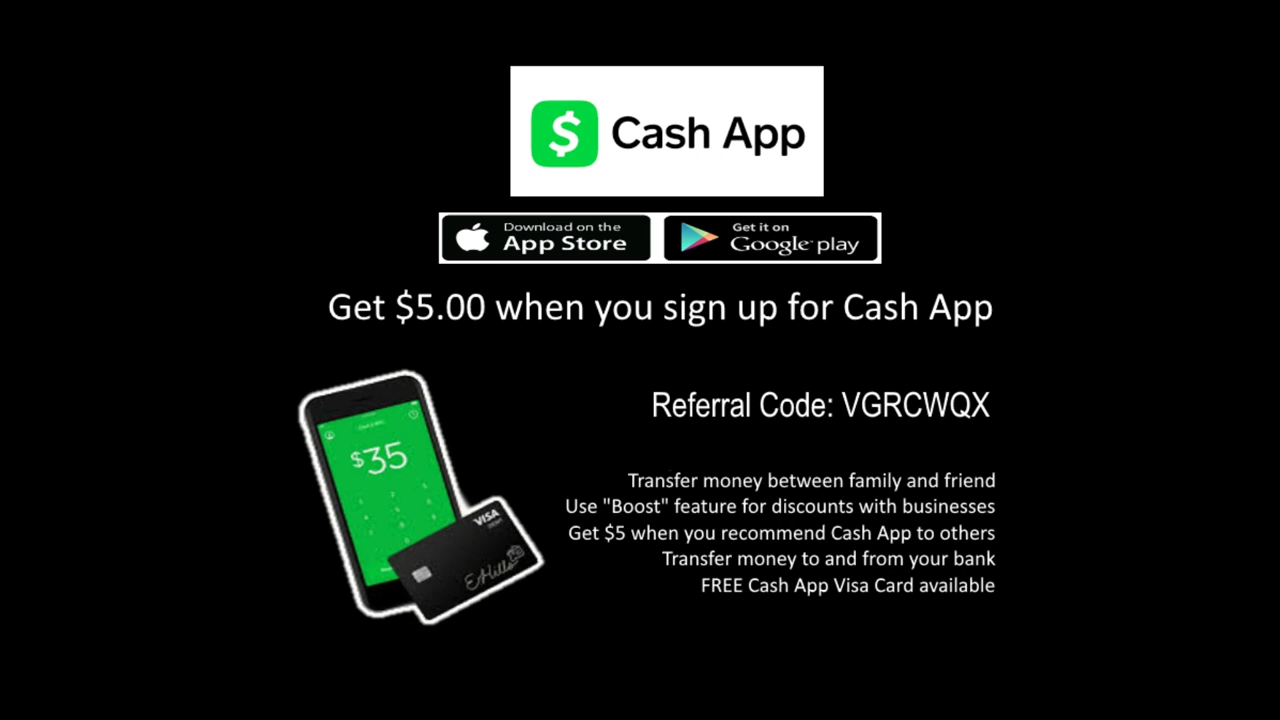 $ Cash App
Download on the
App Store
Get it on
Google play
Get $5.00 when you sign up for Cash App
Referral Code: VGRCWQX
$35
VISA
DEBIT
Transfer money between family and friend
Use "Boost" feature for discounts with businesses
Get $5 when you recommend Cash App to others
Transfer money to and from your bank
FREE Cash App Visa Card available